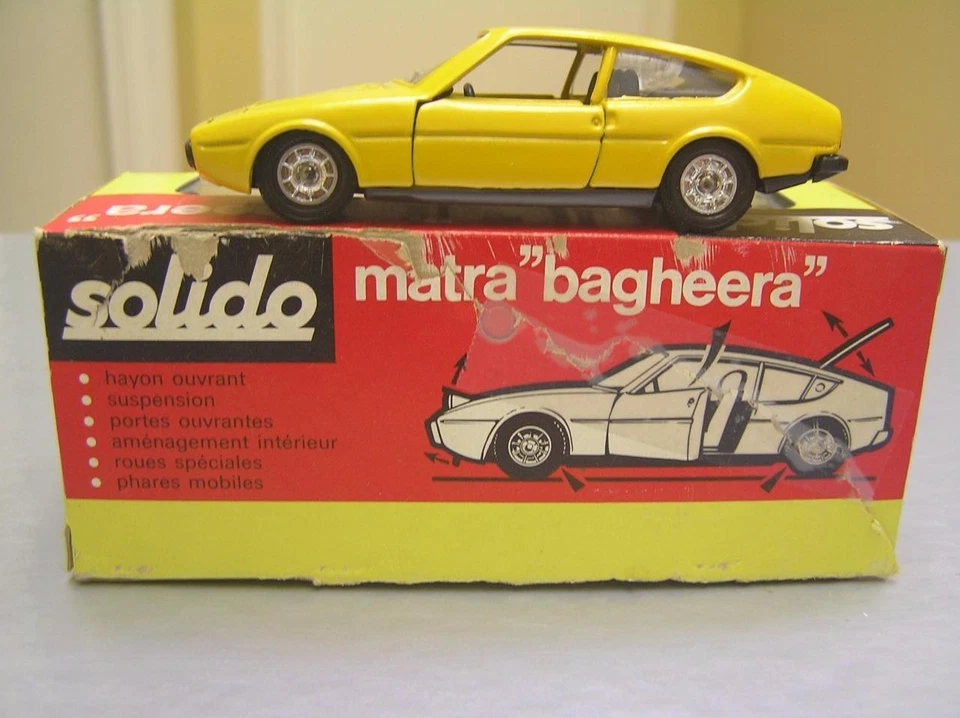 solido
matra "bagheera"
hayon ouvrant
suspension
portes ouvrantes
aménagement intérieur
roues spéciales
phares mobiles